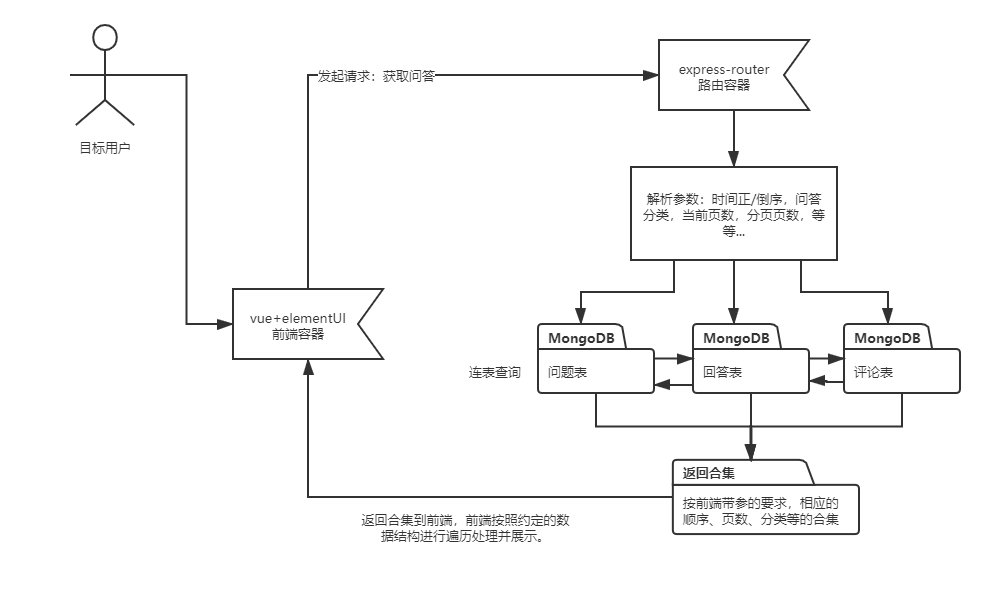 目标用户
发起请求：获取问答
express-router
路由容器
解析参数：时间正/倒序，问答
分类，当前页数，分页页数，等
等...
vue+elementUI
前端容器
连表查询
MongoDB
问题表
MongoDB
回答表
MongoDB
评论表
返回合集
按前端带参的要求，相应的
顺序、页数、分类等的合集
返回合集到前端，前端按照约定的数
据结构进行遍历处理并展示。